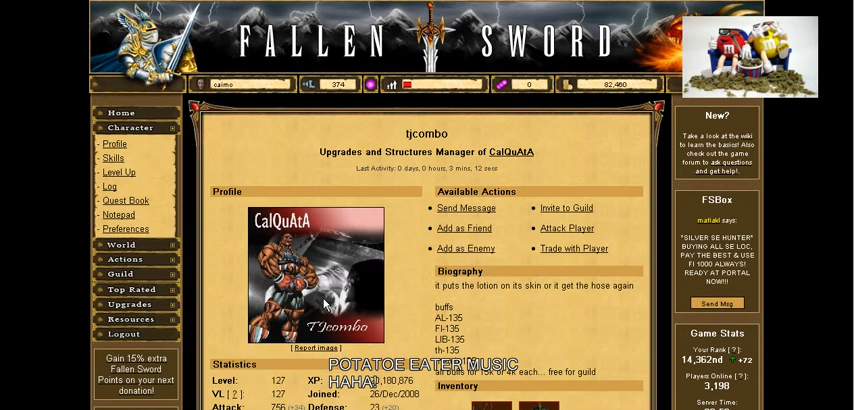 FALLEN SWORD
caimo
374
0
82,460
Home
Character
- Profile
- Skills
- Level Up
- Log
- Quest Book
- Notepad
- Preferences
World
Actions
Guild
Top Rated
Upgrades
Resources
Logout
Gain 15% extra
Fallen Sword
Points on your next
donation!
tjcombo
Upgrades and Structures Manager of CalQuAtA
Last Activity: 0 days, 0 hours, 3 mins, 12 secs
Profile
CalQuAtA
TJcombo
[ Report image ]
Statistics
Level: 127 XP: 180,876
VL [ ? ]: 127 Joined: 26/Dec/2008
Attack: 756 (+34) Defense: 23 (+20)
Available Actions
Send Message
Invite to Guild
Add as Friend
Attack Player
Add as Enemy
Trade with Player
Biography
it puts the lotion on its skin or it get the hose again
buffs
AL-135
FI-135
LIB-135
th-135
all buffs for 15k or 4k each... free for guild
Inventory
POTATOE EATER MUSIC
HAHA!
New?
Take a look at the wiki
to learn the basics! Also
check out the game
forum to ask questions
and get help!.
FSBox
mafiakl says:
"SILVER SE HUNTER"
BUYING ALL SE LOC,
PAY THE BEST & USE
FI 1000 ALWAYS!
READY AT PORTAL
NOW!!!
Send Msg
Game Stats
Your Rank [ ? ]:
14,362nd +72
Players Online [ ? ]:
3,198
Server Time: